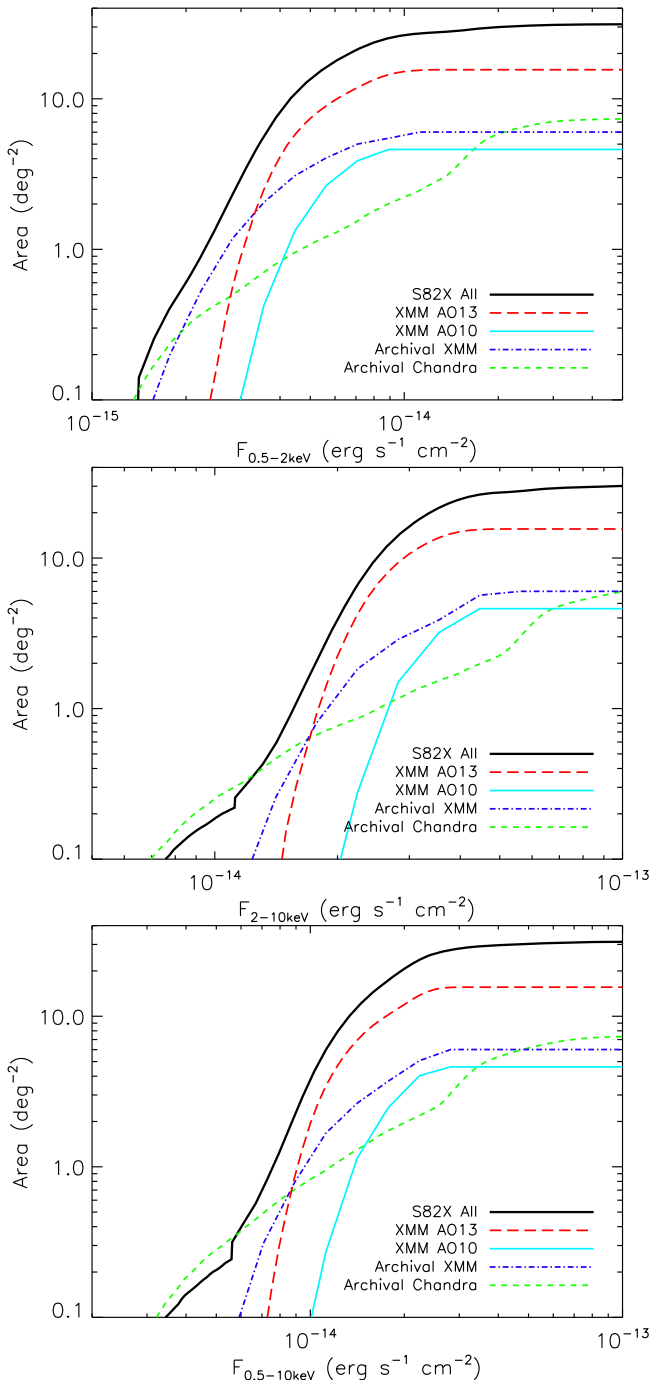 10.0
1.0
0.1
Area (deg⁻²)
S82X All
XMM AO13
XMM AO10
Archival XMM
Archival Chandra
10⁻¹⁵
10⁻¹⁴
F₀.₅₋₂ₖₑᵥ (erg s⁻¹ cm⁻²)
10.0
1.0
0.1
Area (deg⁻²)
S82X All
XMM AO13
XMM AO10
Archival XMM
Archival Chandra
10⁻¹⁴
10⁻¹³
F₂₋₁₀ₖₑᵥ (erg s⁻¹ cm⁻²)
10.0
1.0
0.1
Area (deg⁻²)
S82X All
XMM AO13
XMM AO10
Archival XMM
Archival Chandra
10⁻¹⁴
10⁻¹³
F₀.₅₋₁₀ₖₑᵥ (erg s⁻¹ cm⁻²)